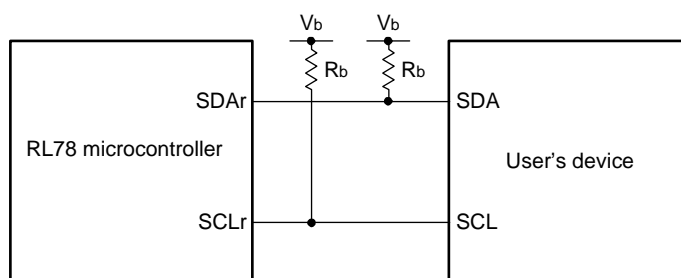 Vb Vb
Rb Rb
SDAr SDA
RL78 microcontroller User's device
SCLr SCL